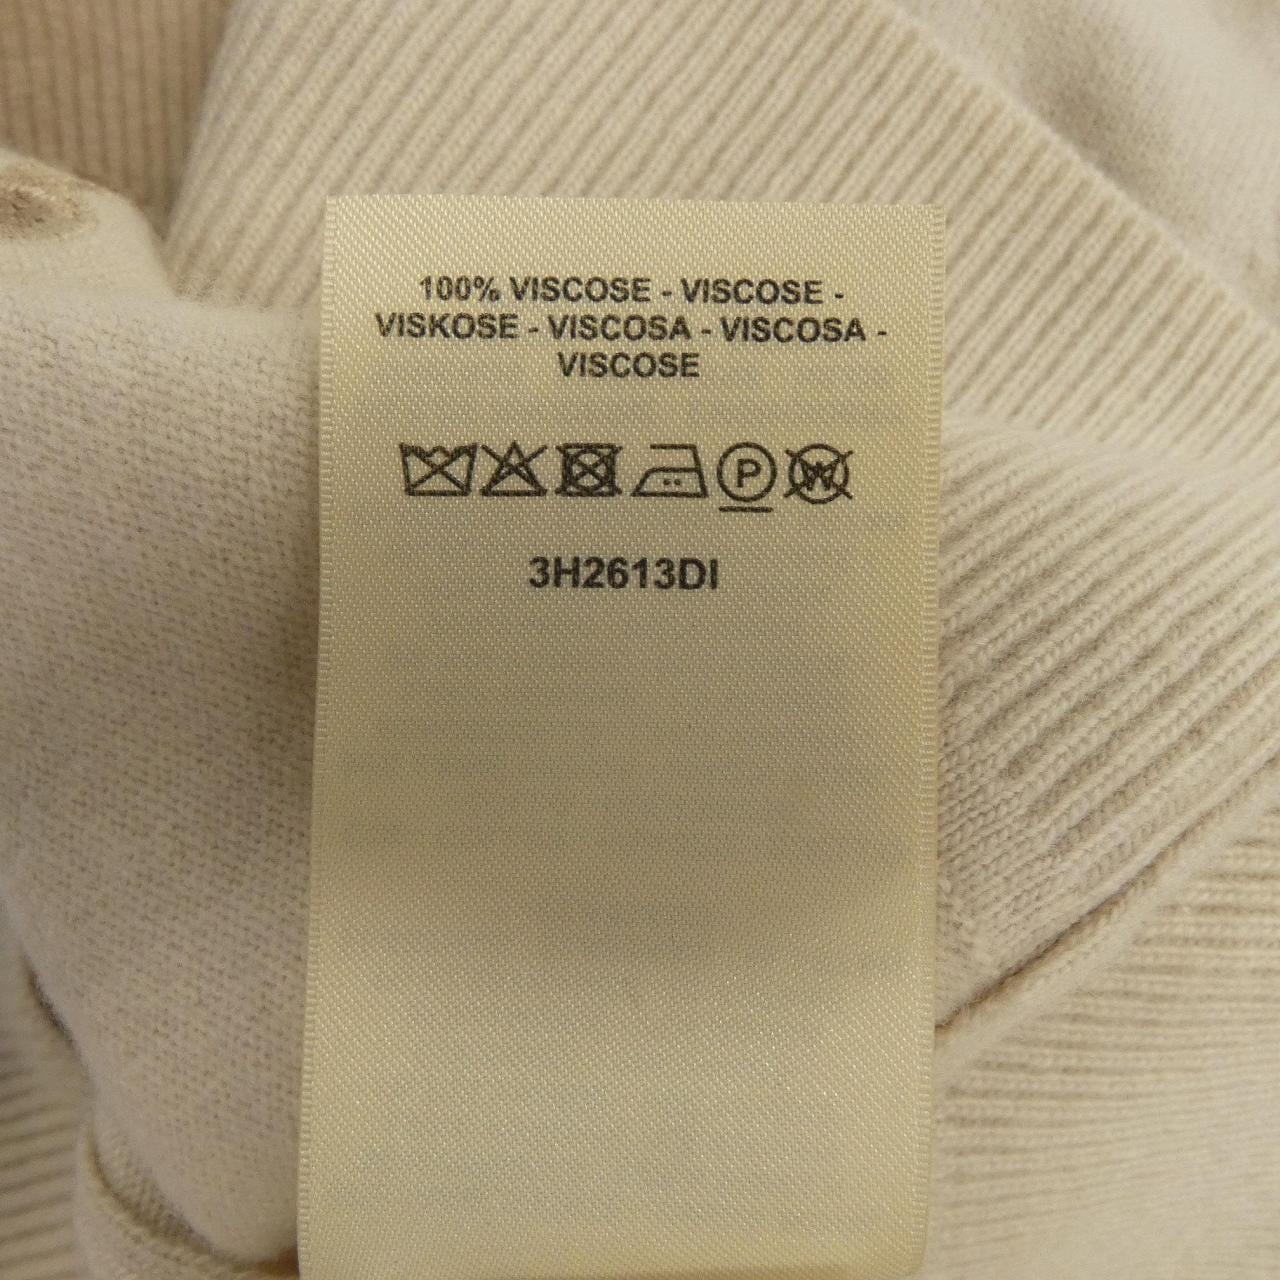 100% VISCOSE - VISCOSE -
VISKOSE - VISCOSA - VISCOSA -
VISCOSE
P W
3H2613DI